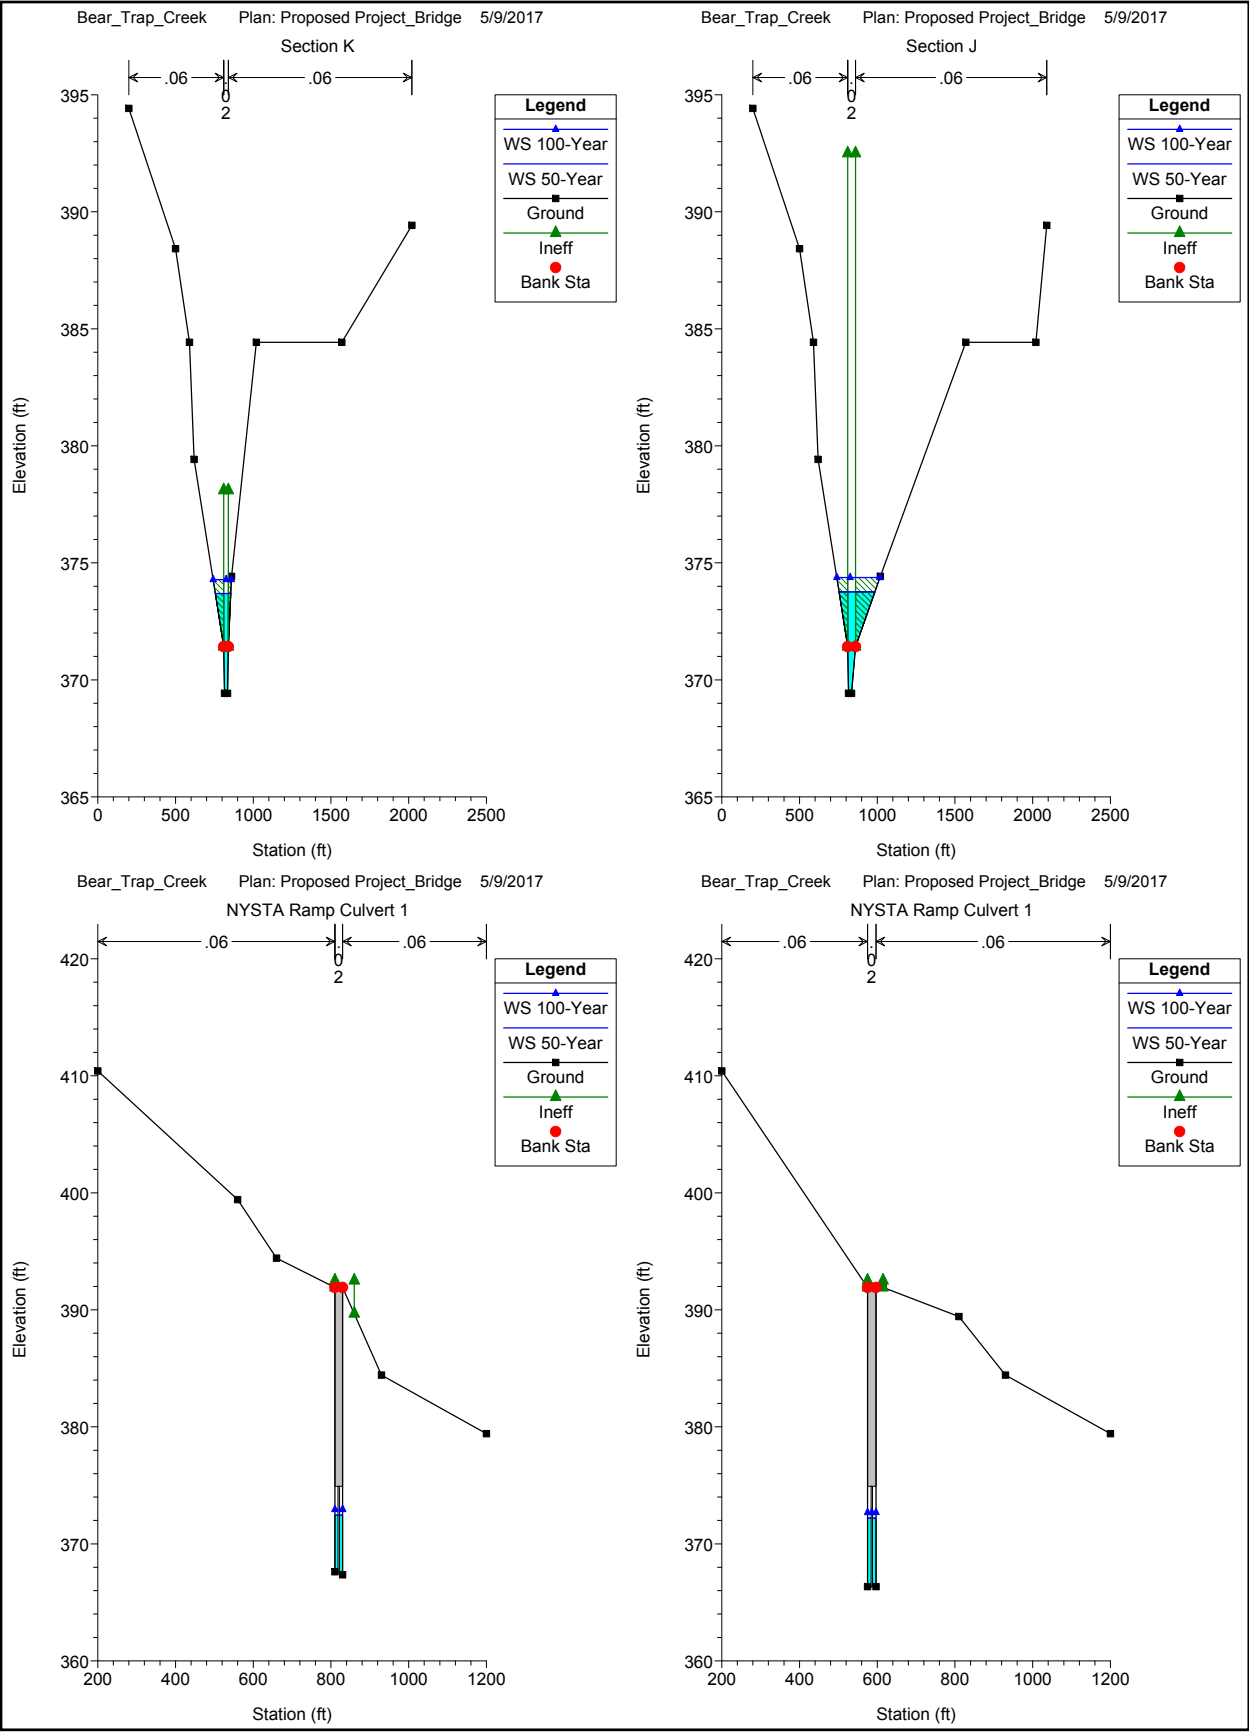 Bear_Trap_Creek Plan: Proposed Project_Bridge 5/9/2017
Section K
.06
.02
.06
Legend
WS 100-Year
WS 50-Year
Ground
Ineff
Bank Sta
Elevation (ft)
395
390
385
380
375
370
365
0 500 1000 1500 2000 2500
Station (ft)
Bear_Trap_Creek Plan: Proposed Project_Bridge 5/9/2017
Section J
.06
.02
.06
Legend
WS 100-Year
WS 50-Year
Ground
Ineff
Bank Sta
Elevation (ft)
395
390
385
380
375
370
365
0 500 1000 1500 2000 2500
Station (ft)
Bear_Trap_Creek Plan: Proposed Project_Bridge 5/9/2017
NYSTA Ramp Culvert 1
.06
.02
.06
Legend
WS 100-Year
WS 50-Year
Ground
Ineff
Bank Sta
Elevation (ft)
420
410
400
390
380
370
360
200 400 600 800 1000 1200
Station (ft)
Bear_Trap_Creek Plan: Proposed Project_Bridge 5/9/2017
NYSTA Ramp Culvert 1
.06
.02
.06
Legend
WS 100-Year
WS 50-Year
Ground
Ineff
Bank Sta
Elevation (ft)
420
410
400
390
380
370
360
200 400 600 800 1000 1200
Station (ft)